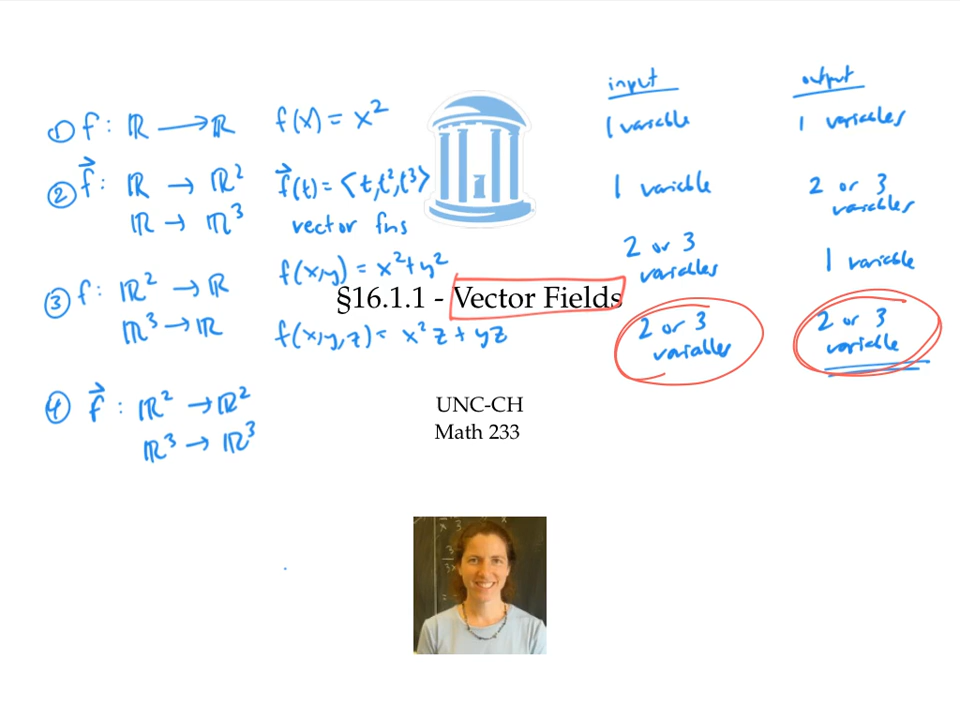 input output
① f : ℝ ⟶ ℝ f(x) = x² 1 variable 1 variables
② f⃗ : ℝ → ℝ² f⃗(t) = ⟨t, t², t³⟩ 1 variable 2 or 3 variables
ℝ → ℝ³ vector fns
③ f : ℝ² → ℝ f(x,y) = x²+y² 2 or 3 variables 1 variable
§16.1.1 - Vector Fields
ℝ³ → ℝ f(x,y,z) = x²z + yz 2 or 3 variables 2 or 3 variable
④ f⃗ : ℝ² → ℝ²
ℝ³ → ℝ³
UNC-CH
Math 233